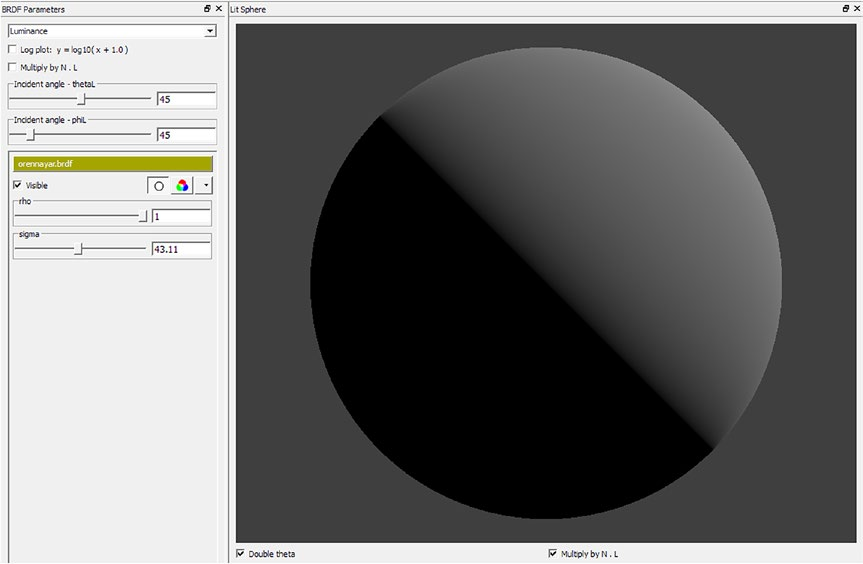 BRDF Parameters
Luminance
Log plot: y = log10( x + 1.0 )
Multiply by N . L
Incident angle - thetaL
45
Incident angle - phiL
45
orennayar.brdf
Visible
rho
1
sigma
43.11
Lit Sphere
Double theta
Multiply by N . L